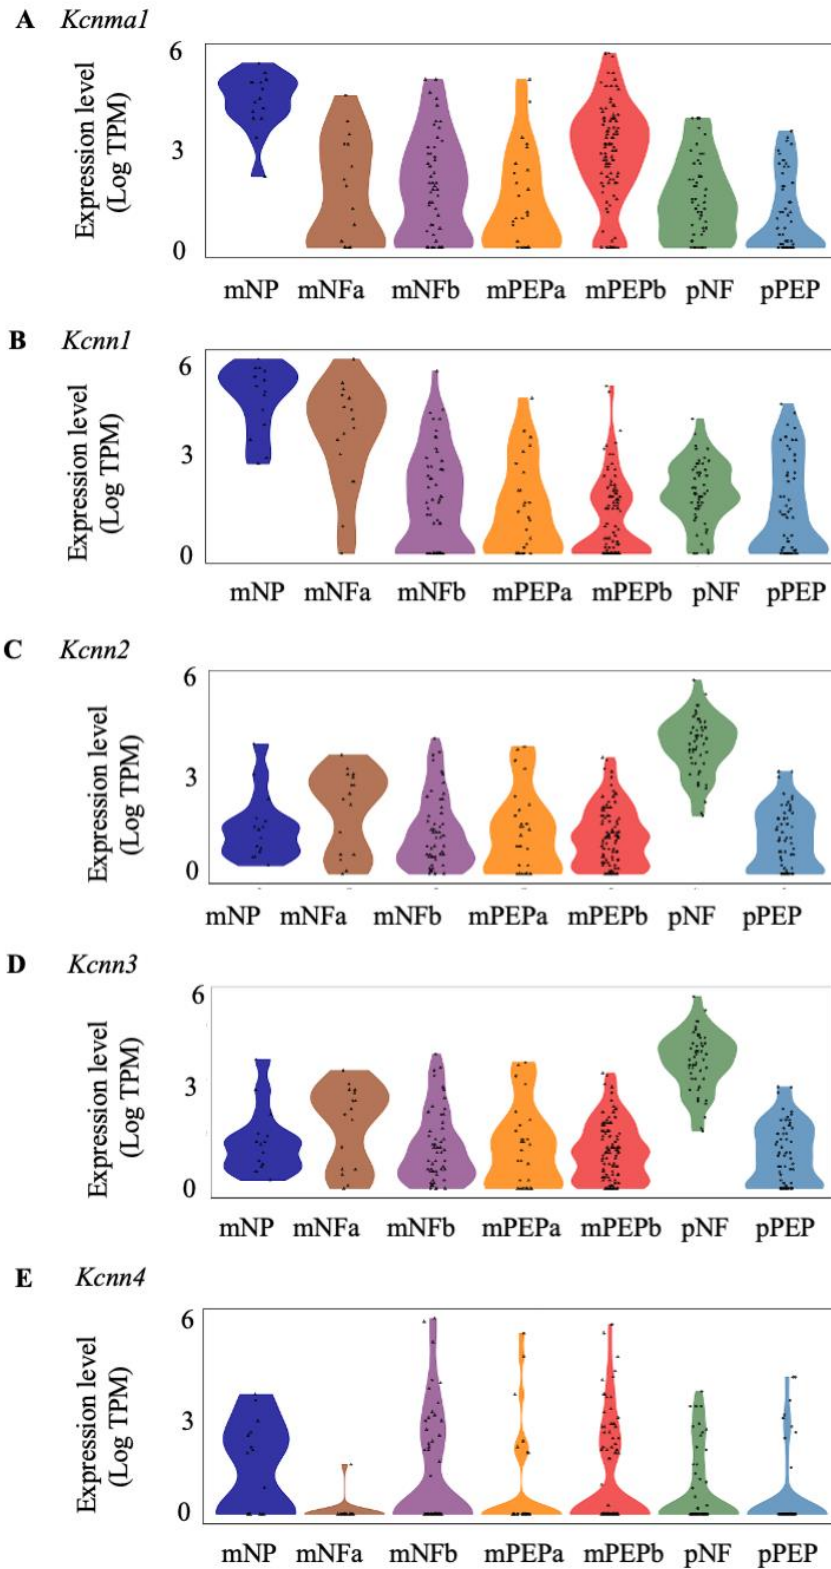 A Kcnma1
6
3
0
Expression level
(Log TPM)
mNP mNFa mNFb mPEPa mPEPb pNF pPEP
B Kcnn1
6
3
0
Expression level
(Log TPM)
mNP mNFa mNFb mPEPa mPEPb pNF pPEP
C Kcnn2
6
3
0
Expression level
(Log TPM)
mNP mNFa mNFb mPEPa mPEPb pNF pPEP
D Kcnn3
6
3
0
Expression level
(Log TPM)
mNP mNFa mNFb mPEPa mPEPb pNF pPEP
E Kcnn4
6
3
0
Expression level
(Log TPM)
mNP mNFa mNFb mPEPa mPEPb pNF pPEP